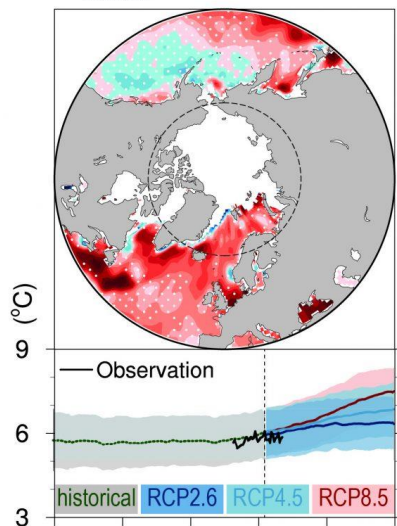 (°C)
9
Observation
6
historical RCP2.6 RCP4.5 RCP8.5
3